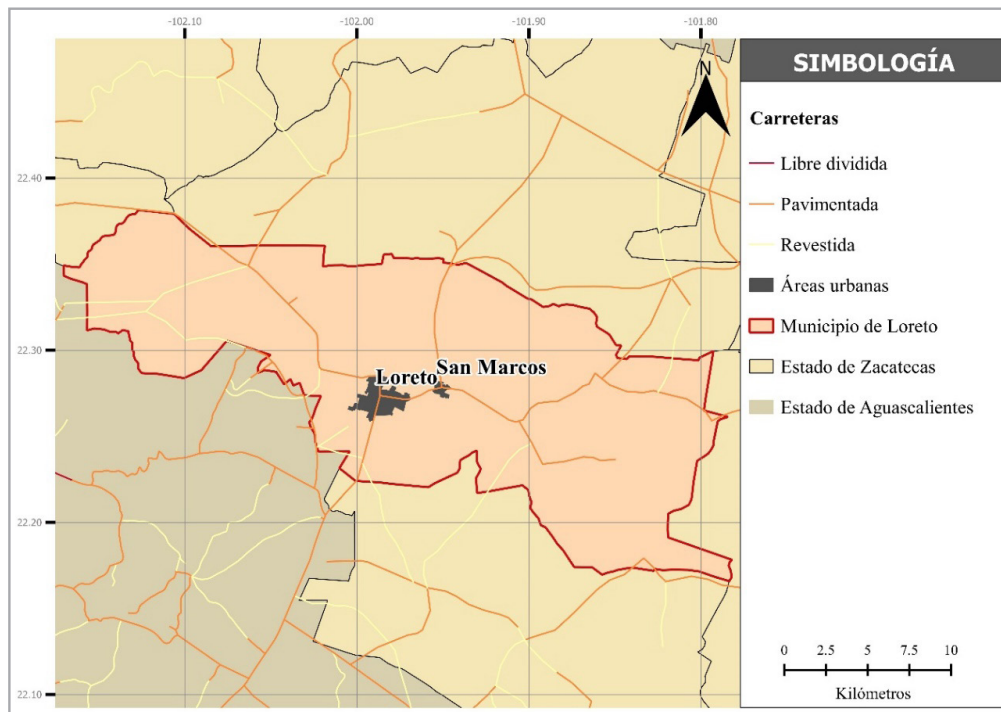 -102.10
-102.00
-101.90
-101.80
22.40
22.30
22.20
22.10
Loreto
San Marcos
N
SIMBOLOGÍA
Carreteras
Libre dividida
Pavimentada
Revestida
Áreas urbanas
Municipio de Loreto
Estado de Zacatecas
Estado de Aguascalientes
0 2.5 5 7.5 10
Kilómetros